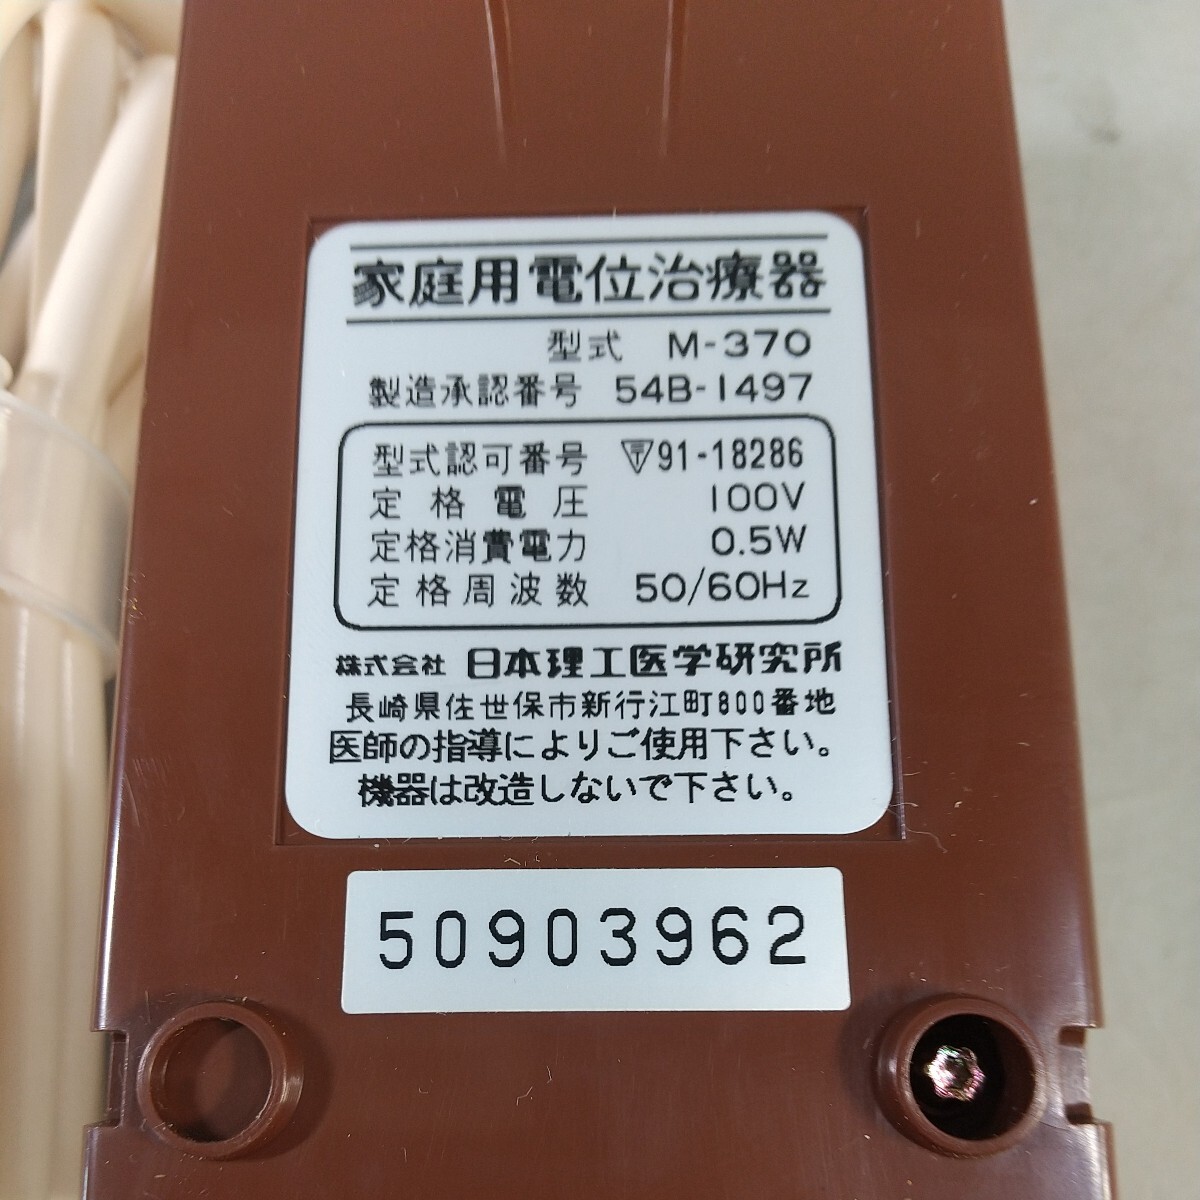 家庭用電位治療器
型式 M-370
製造承認番号 54B-1497
型式認可番号 〒91-18286
定格電圧 100V
定格消費電力 0.5W
定格周波数 50/60Hz
株式会社 日本理工医学研究所
長崎県佐世保市新行江町800番地
医師の指導によりご使用下さい。
機器は改造しないで下さい。
50903962